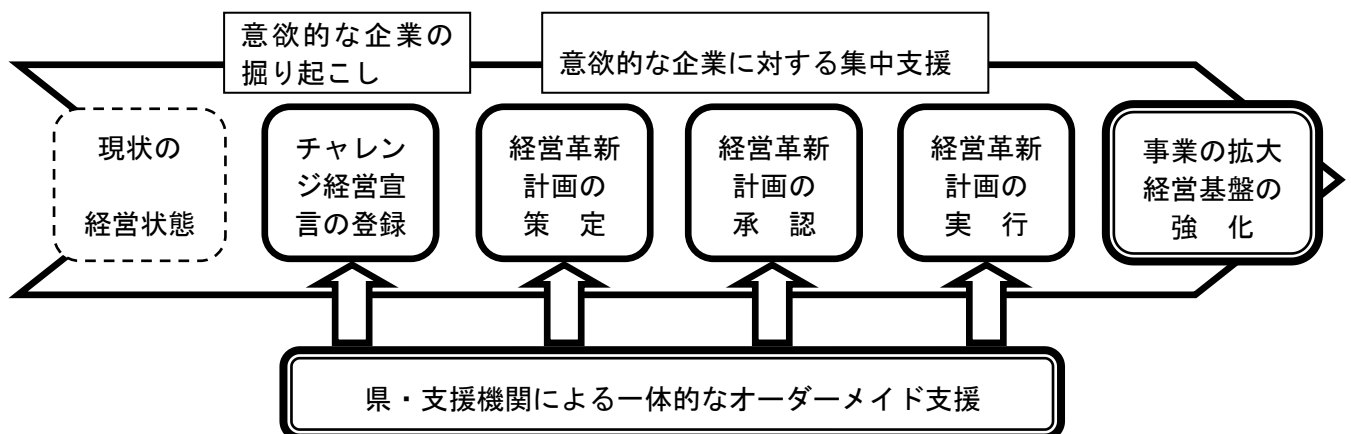 意欲的な企業の
掘り起こし
意欲的な企業に対する集中支援
現状の
経営状態
チャレン
ジ経営宣
言の登録
経営革新
計画の
策　定
経営革新
計画の
承　認
経営革新
計画の
実　行
事業の拡大
経営基盤の
強　化
県・支援機関による一体的なオーダーメイド支援